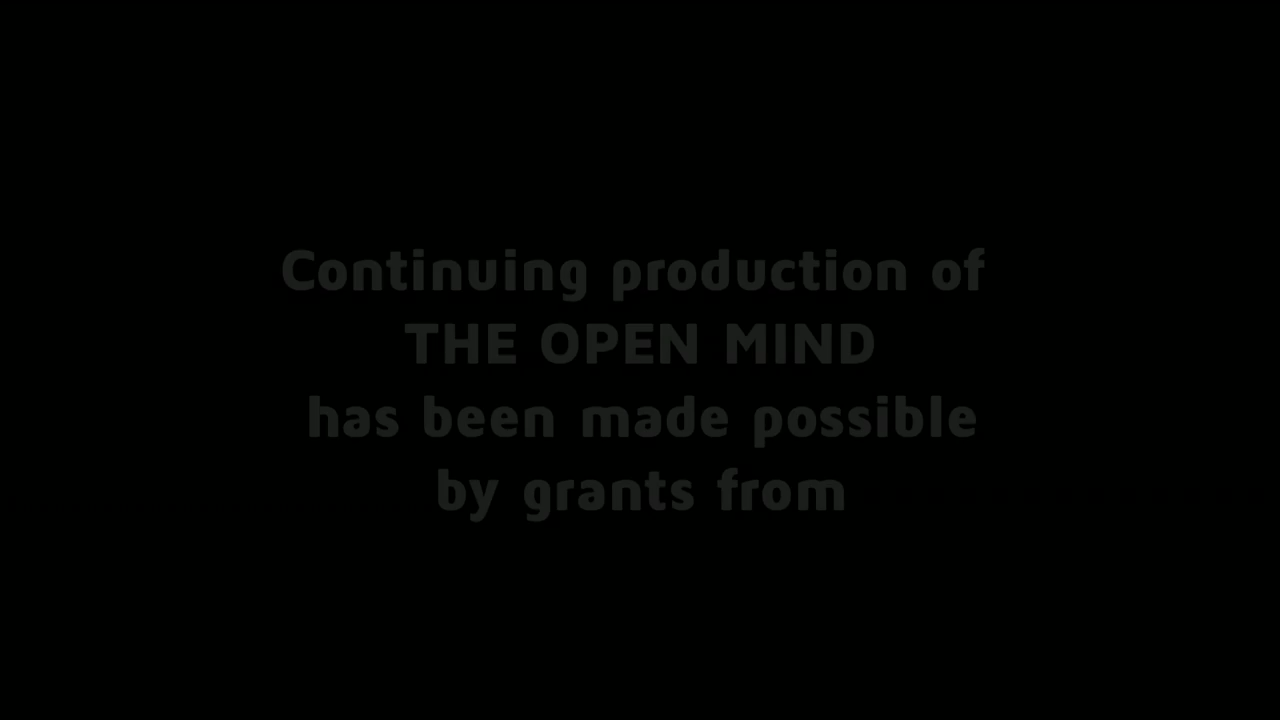 Continuing production of
THE OPEN MIND
has been made possible
by grants from